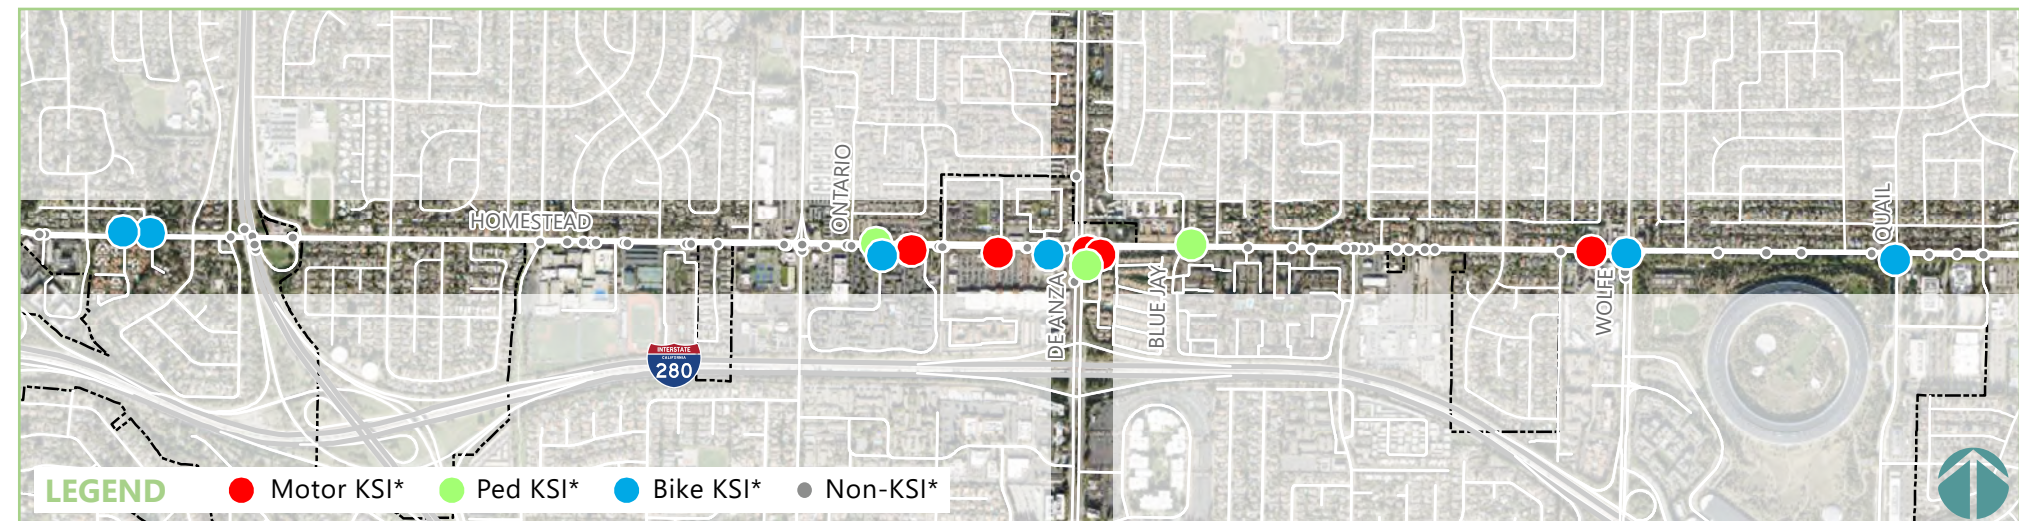 ONTARIO
QUAIL
HOMESTEAD
DE ANZA
BLUE JAY
WOLFE
INTERSTATE
CALIFORNIA
280
LEGEND Motor KSI* Ped KSI* Bike KSI* Non-KSI*